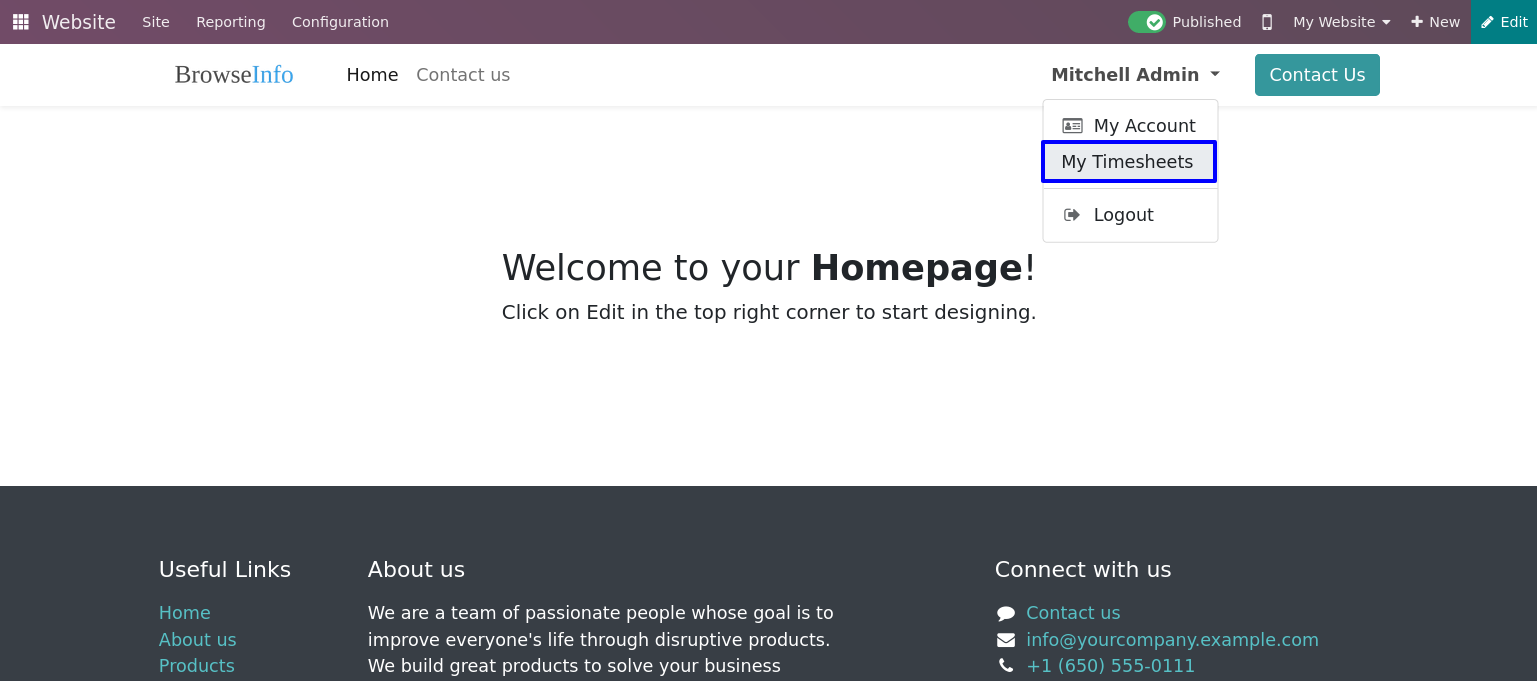 Website Site Reporting Configuration Published My Website New Edit
BrowseInfo Home Contact us Mitchell Admin Contact Us
My Account
My Timesheets
Logout
Welcome to your Homepage!
Click on Edit in the top right corner to start designing.
Useful Links
Home
About us
Products
About us
We are a team of passionate people whose goal is to
improve everyone's life through disruptive products.
We build great products to solve your business
Connect with us
Contact us
info@yourcompany.example.com
+1 (650) 555-0111